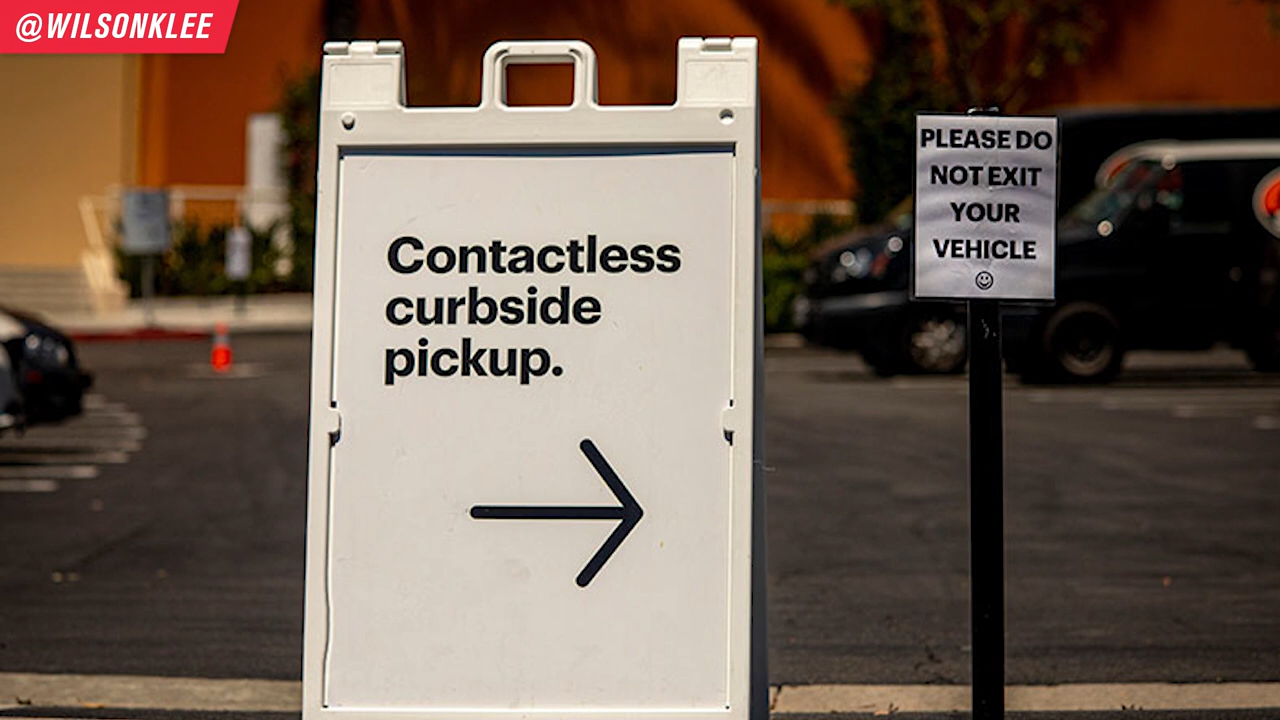 @WILSONKLEE
Contactless
curbside
pickup.
PLEASE DO
NOT EXIT
YOUR
VEHICLE